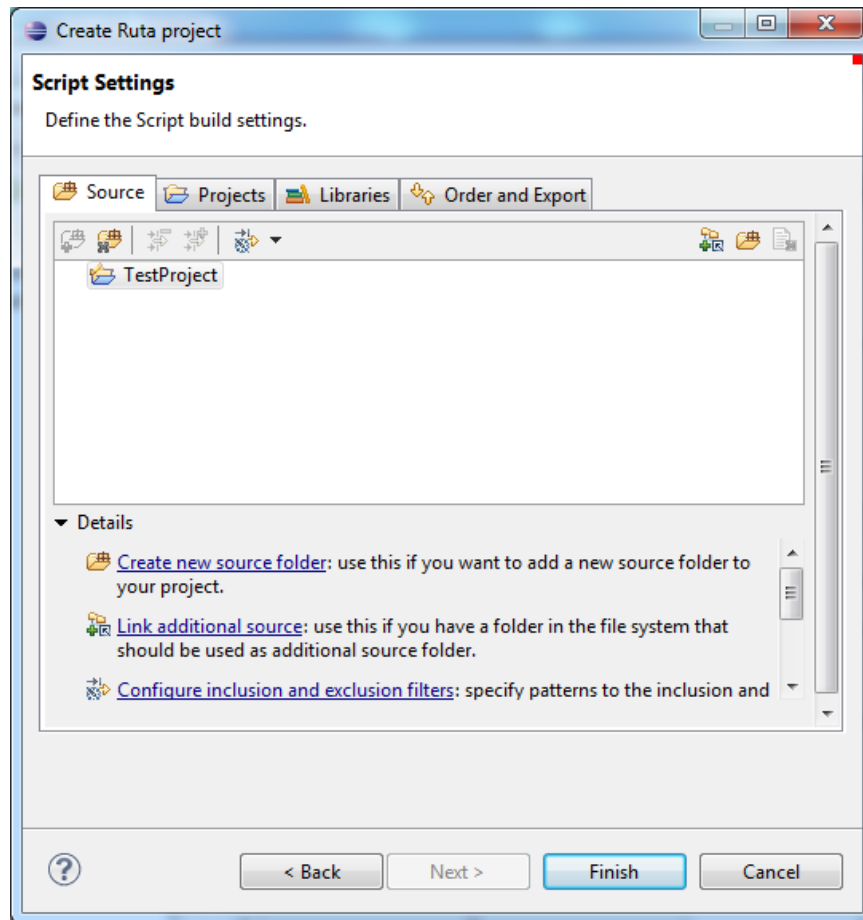 Create Ruta project
Script Settings
Define the Script build settings.
Source Projects Libraries Order and Export
TestProject
Details
Create new source folder: use this if you want to add a new source folder to
your project.
Link additional source: use this if you have a folder in the file system that
should be used as additional source folder.
Configure inclusion and exclusion filters: specify patterns to the inclusion and
< Back Next > Finish Cancel